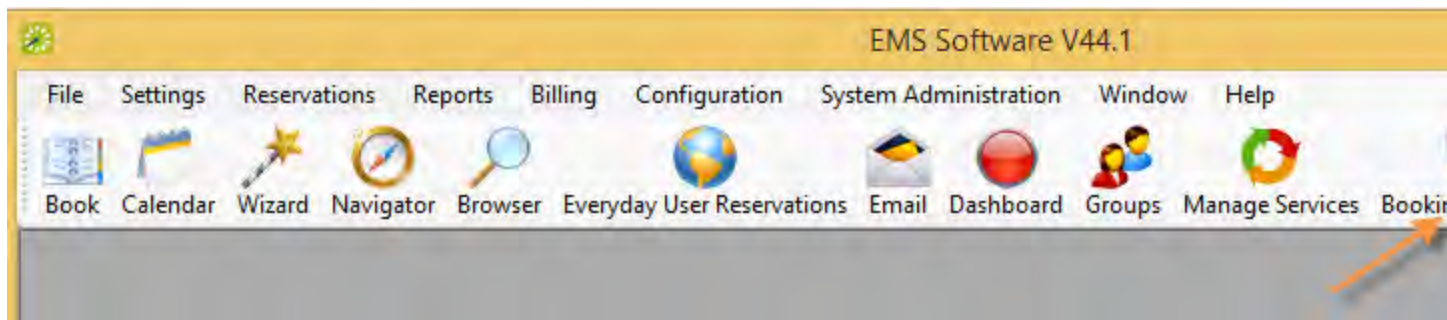 EMS Software V44.1
File Settings Reservations Reports Billing Configuration System Administration Window Help
Book Calendar Wizard Navigator Browser Everyday User Reservations Email Dashboard Groups Manage Services